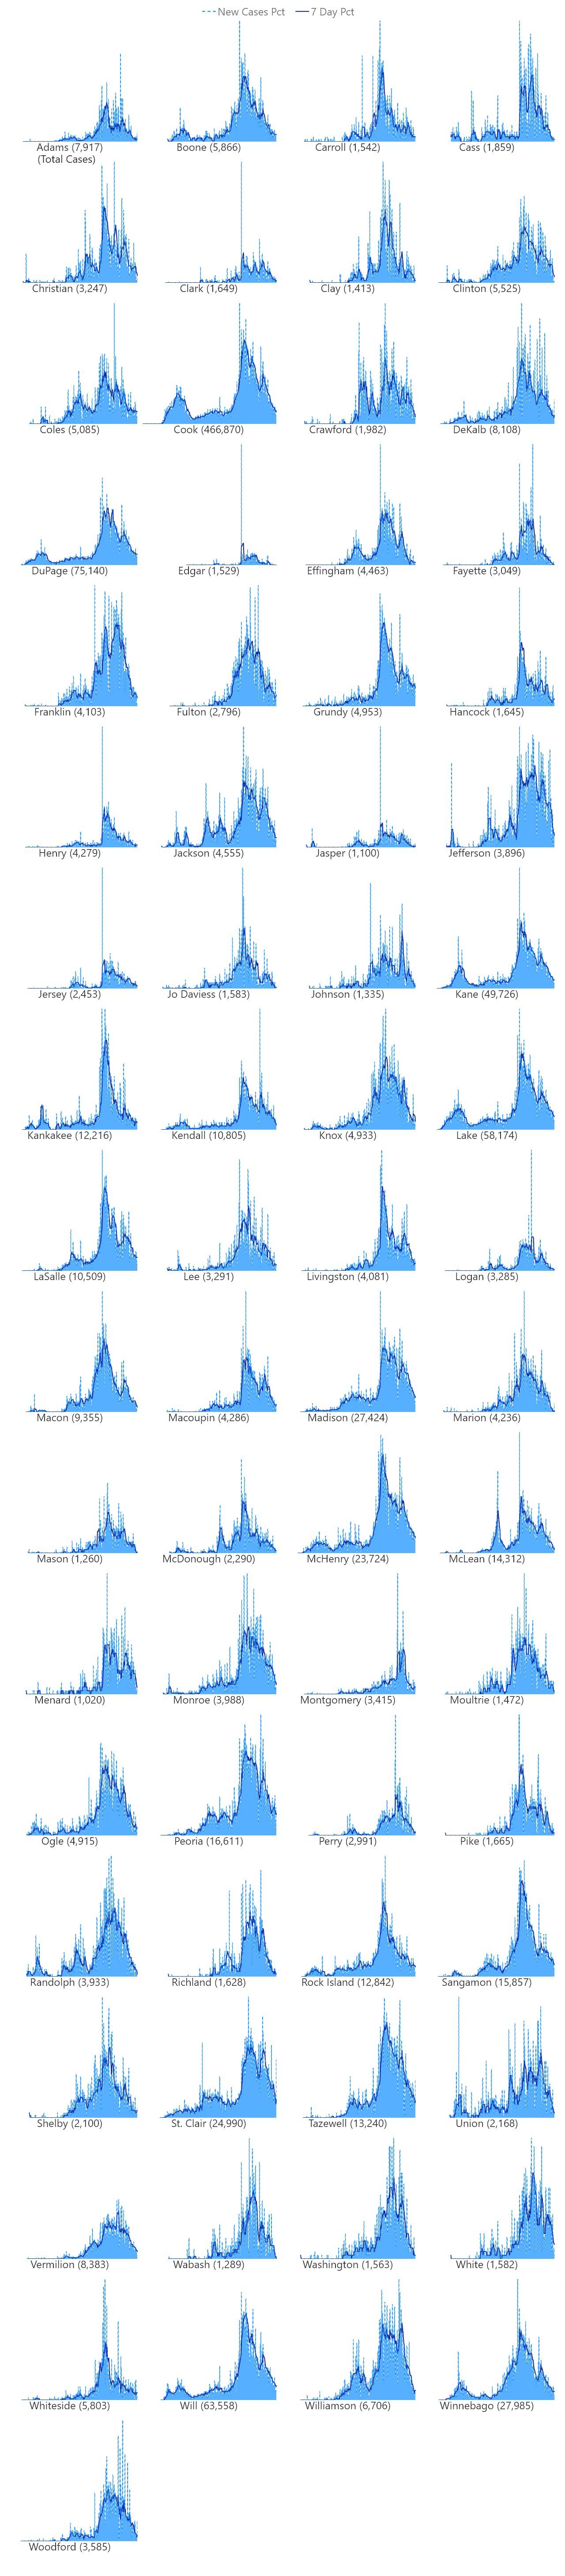 New Cases Pct 7 Day Pct
Adams (7,917) Boone (5,866) Carroll (1,542) Cass (1,859)
(Total Cases)
Christian (3,247) Clark (1,649) Clay (1,413) Clinton (5,525)
Coles (5,085) Cook (466,870) Crawford (1,982) DeKalb (8,108)
DuPage (75,140) Edgar (1,529) Effingham (4,463) Fayette (3,049)
Franklin (4,103) Fulton (2,796) Grundy (4,953) Hancock (1,645)
Henry (4,279) Jackson (4,555) Jasper (1,100) Jefferson (3,896)
Jersey (2,453) Jo Daviess (1,583) Johnson (1,335) Kane (49,726)
Kankakee (12,216) Kendall (10,805) Knox (4,933) Lake (58,174)
LaSalle (10,509) Lee (3,291) Livingston (4,081) Logan (3,285)
Macon (9,355) Macoupin (4,286) Madison (27,424) Marion (4,236)
Mason (1,260) McDonough (2,290) McHenry (23,724) McLean (14,312)
Menard (1,020) Monroe (3,988) Montgomery (3,415) Moultrie (1,472)
Ogle (4,915) Peoria (16,611) Perry (2,991) Pike (1,665)
Randolph (3,933) Richland (1,628) Rock Island (12,842) Sangamon (15,857)
Shelby (2,100) St. Clair (24,990) Tazewell (13,240) Union (2,168)
Vermilion (8,383) Wabash (1,289) Washington (1,563) White (1,582)
Whiteside (5,803) Will (63,558) Williamson (6,706) Winnebago (27,985)
Woodford (3,585)